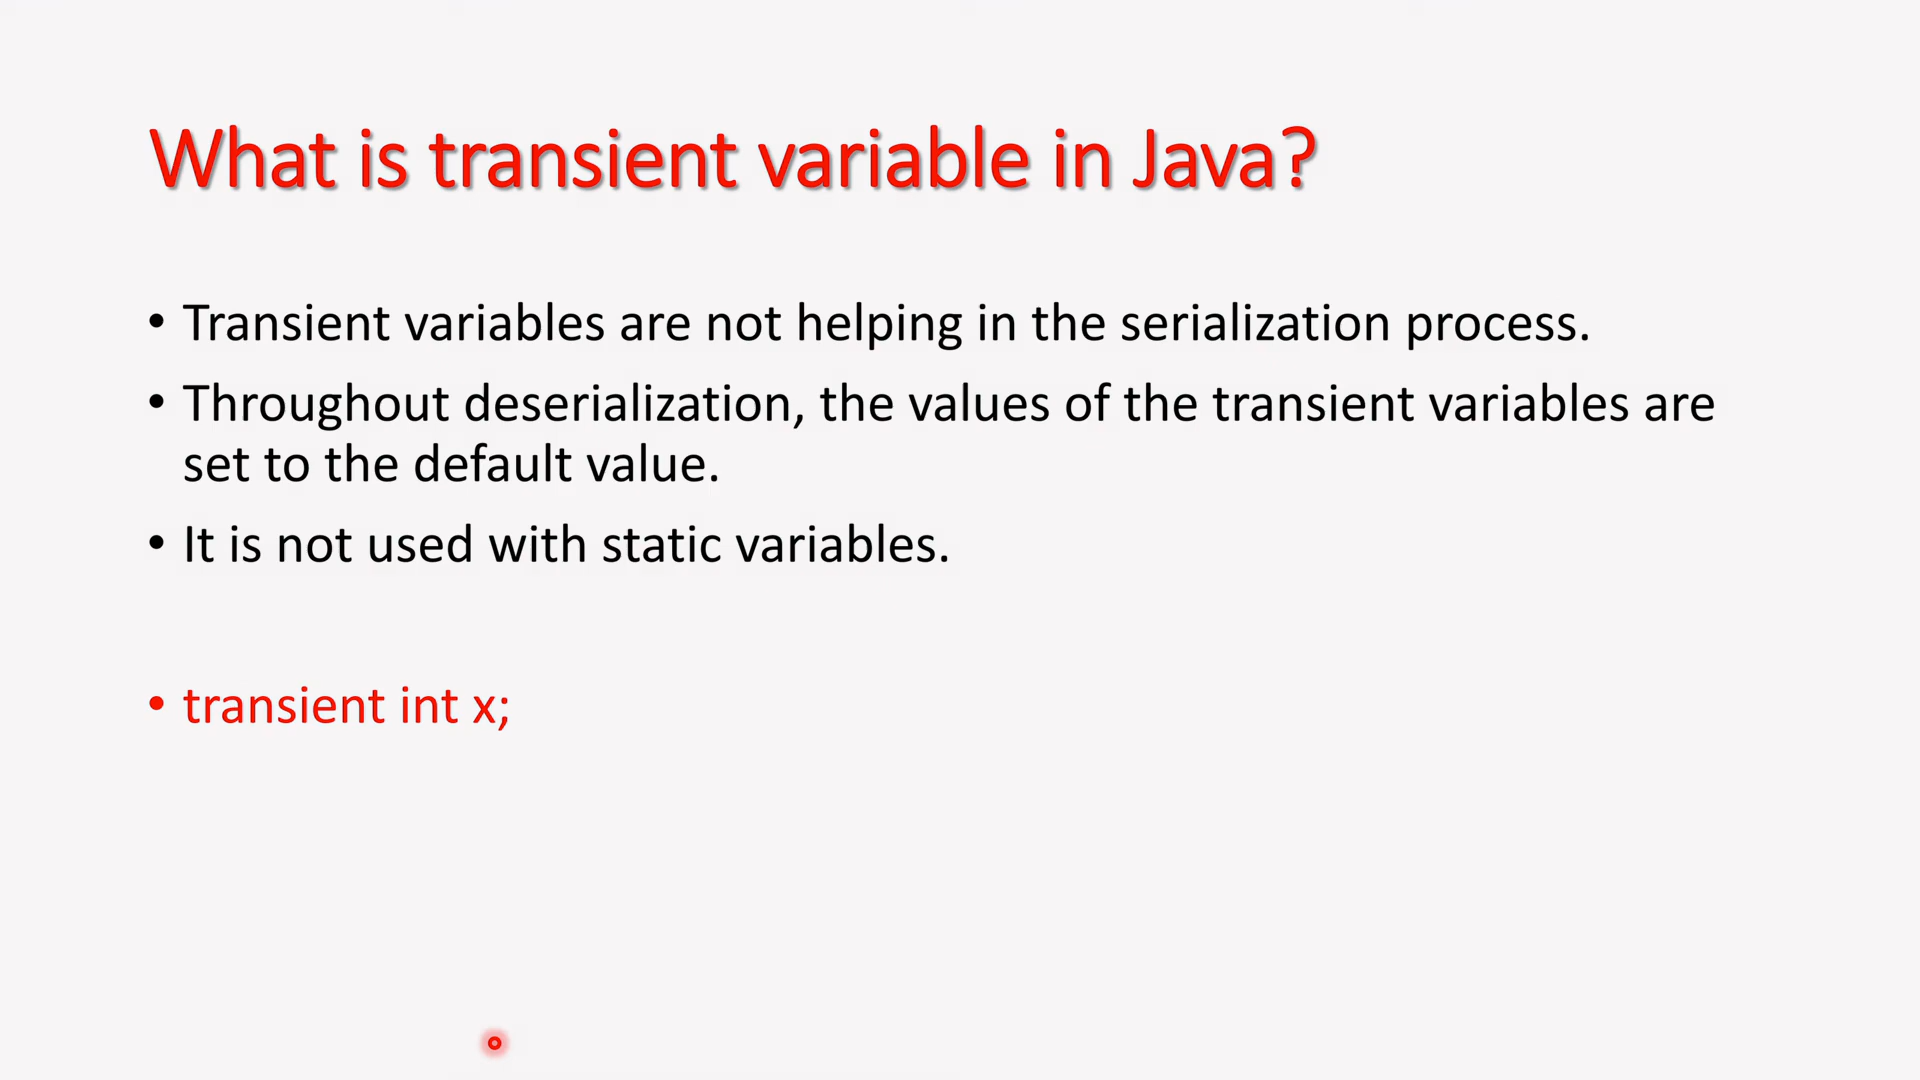 What is transient variable in Java?
• Transient variables are not helping in the serialization process.
• Throughout deserialization, the values of the transient variables are
set to the default value.
• It is not used with static variables.
• transient int x;